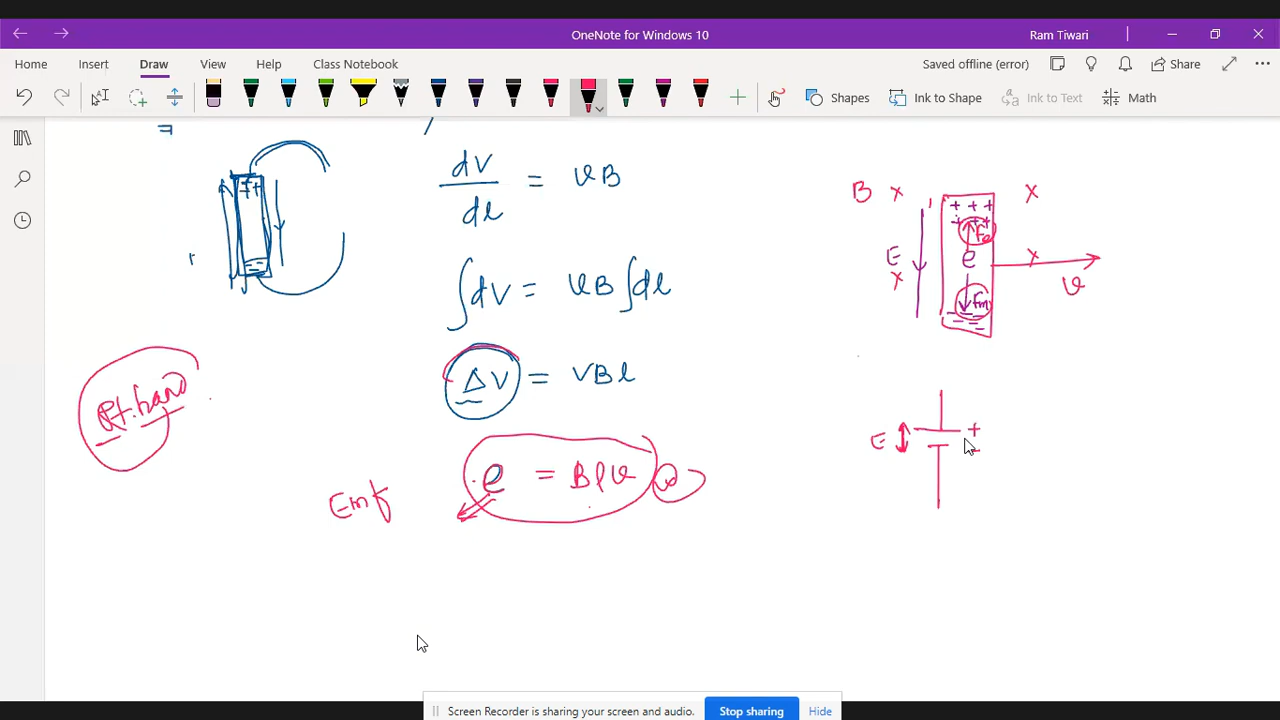 OneNote for Windows 10
Ram Tiwari
Home Insert Draw View Help Class Notebook
Saved offline (error) Share
Shapes Ink to Shape Ink to Text Math
dV/dl = vB
∫dV = vB∫dl
ΔV = vBl
Emf e = Blv
Rt. hand
++
B × ×
+ + +
+ ++
Fe
E e ×
× v
Fm
- - -
+
E
-
Screen Recorder is sharing your screen and audio. Stop sharing Hide